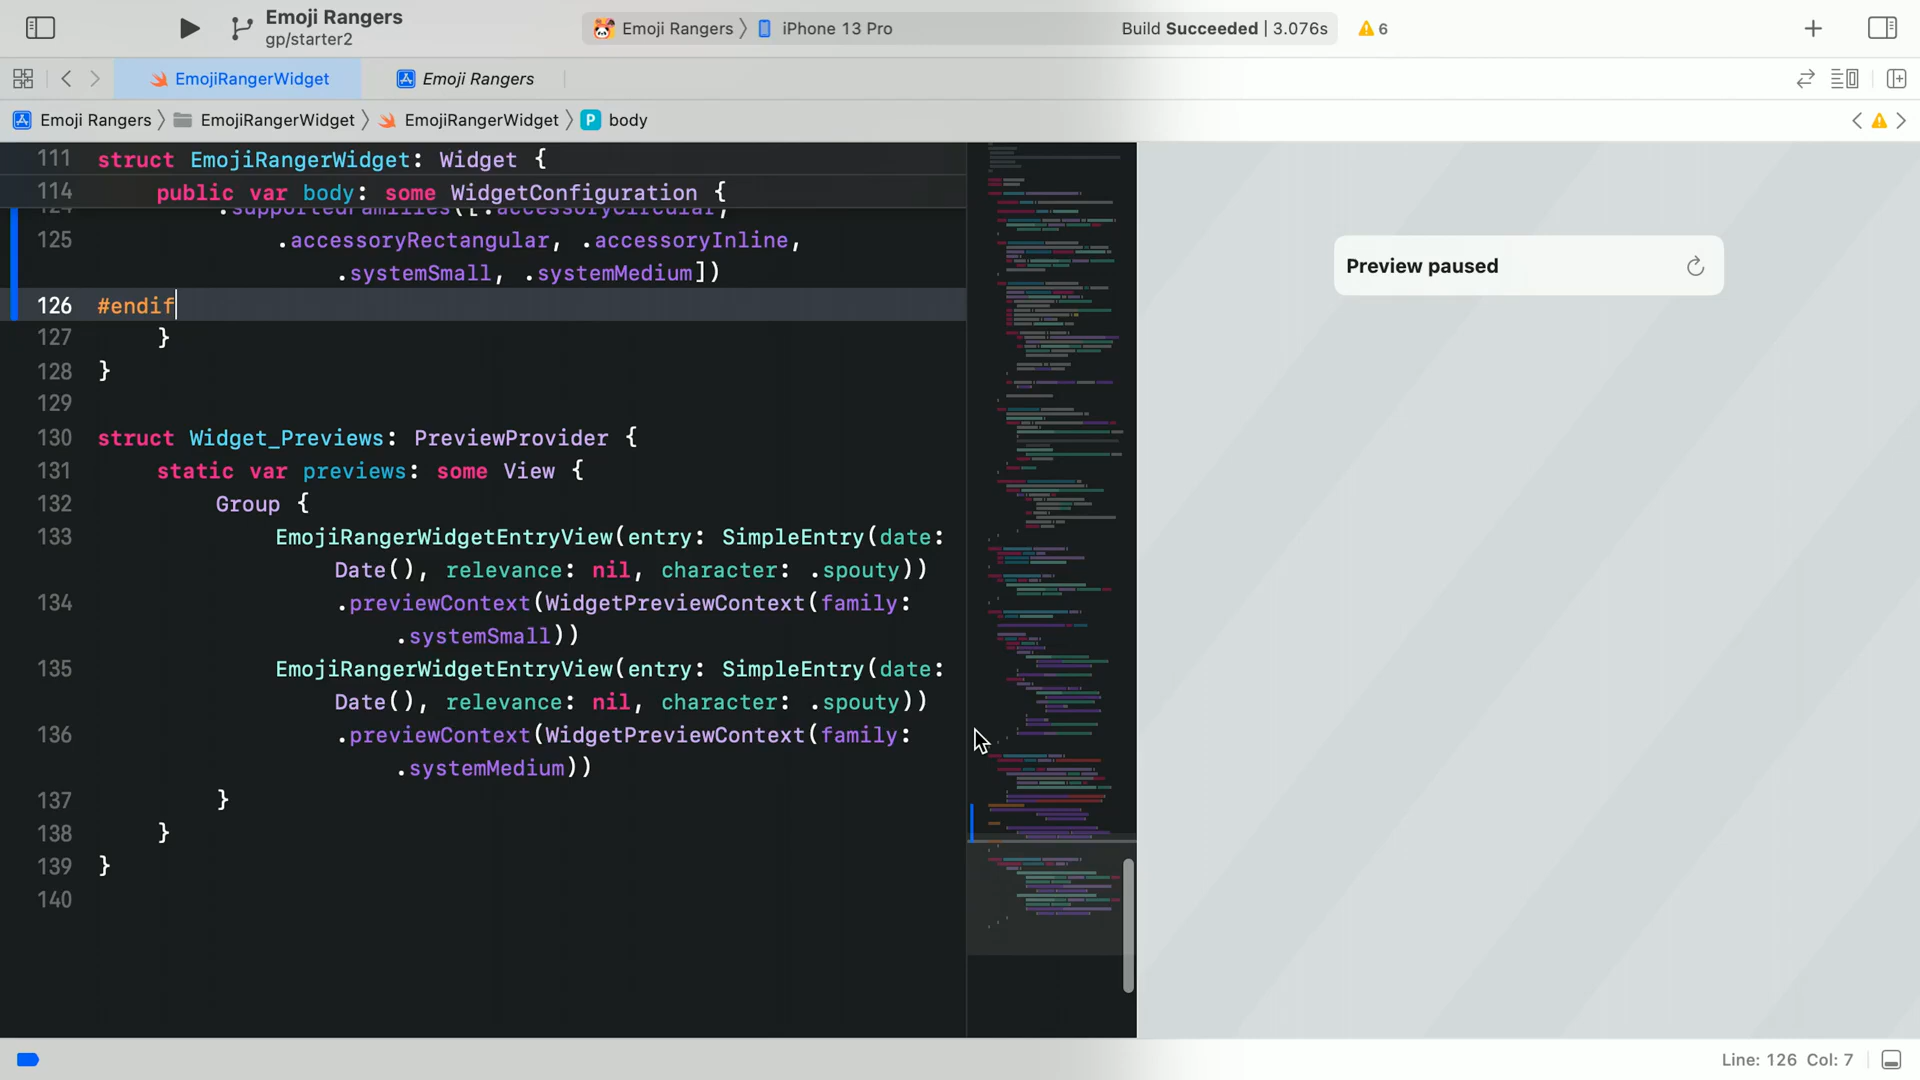 Emoji Rangers
gp/starter2
Emoji Rangers
iPhone 13 Pro
Build Succeeded | 3.076s
6
EmojiRangerWidget
Emoji Rangers
Emoji Rangers
EmojiRangerWidget
EmojiRangerWidget
P body
111 struct EmojiRangerWidget: Widget {
114 public var body: some WidgetConfiguration {
124 .supportedFamilies([.accessoryCircular,
125 .accessoryRectangular, .accessoryInline,
.systemSmall, .systemMedium])
126 #endif
127 }
128 }
129
130 struct Widget_Previews: PreviewProvider {
131 static var previews: some View {
132 Group {
133 EmojiRangerWidgetEntryView(entry: SimpleEntry(date:
Date(), relevance: nil, character: .spouty))
134 .previewContext(WidgetPreviewContext(family:
.systemSmall))
135 EmojiRangerWidgetEntryView(entry: SimpleEntry(date:
Date(), relevance: nil, character: .spouty))
136 .previewContext(WidgetPreviewContext(family:
.systemMedium))
137 }
138 }
139 }
140
Preview paused
Line: 126 Col: 7